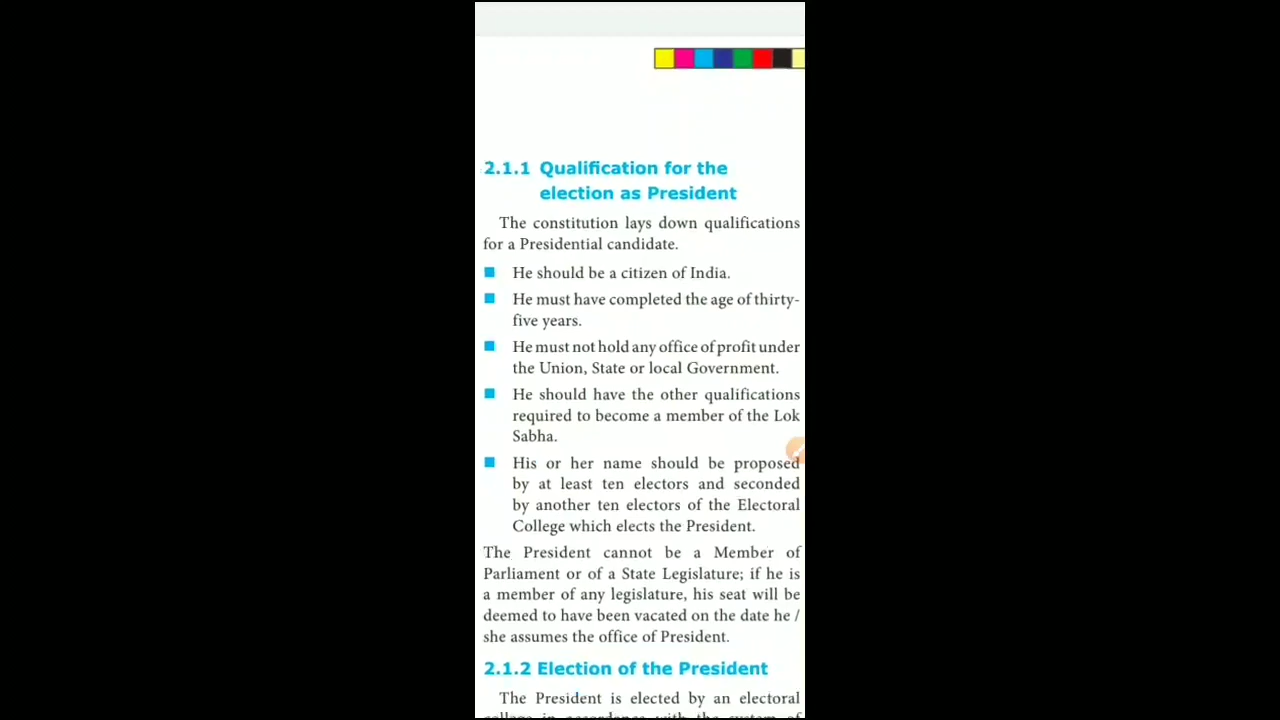 2.1.1 Qualification for the
election as President
The constitution lays down qualifications
for a Presidential candidate.
He should be a citizen of India.
He must have completed the age of thirty-
five years.
He must not hold any office of profit under
the Union, State or local Government.
He should have the other qualifications
required to become a member of the Lok
Sabha.
His or her name should be proposed
by at least ten electors and seconded
by another ten electors of the Electoral
College which elects the President.
The President cannot be a Member of
Parliament or of a State Legislature; if he is
a member of any legislature, his seat will be
deemed to have been vacated on the date he /
she assumes the office of President.
2.1.2 Election of the President
The President is elected by an electoral
college in accordance with the system of